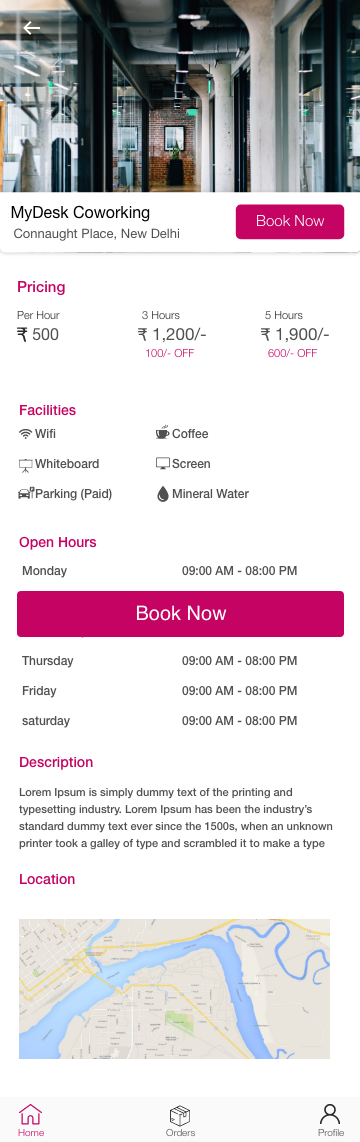 MyDesk Coworking
Connaught Place, New Delhi
Book Now
Pricing
Per Hour 3 Hours 5 Hours
₹ 500 ₹ 1,200/- ₹ 1,900/-
100/- OFF 600/- OFF
Facilities
Wifi Coffee
Whiteboard Screen
Parking (Paid) Mineral Water
Open Hours
Monday 09:00 AM - 08:00 PM
Book Now
Thursday 09:00 AM - 08:00 PM
Friday 09:00 AM - 08:00 PM
saturday 09:00 AM - 08:00 PM
Description
Lorem Ipsum is simply dummy text of the printing and
typesetting industry. Lorem Ipsum has been the industry's
standard dummy text ever since the 1500s, when an unknown
printer took a galley of type and scrambled it to make a type
Location
Home Orders Profile